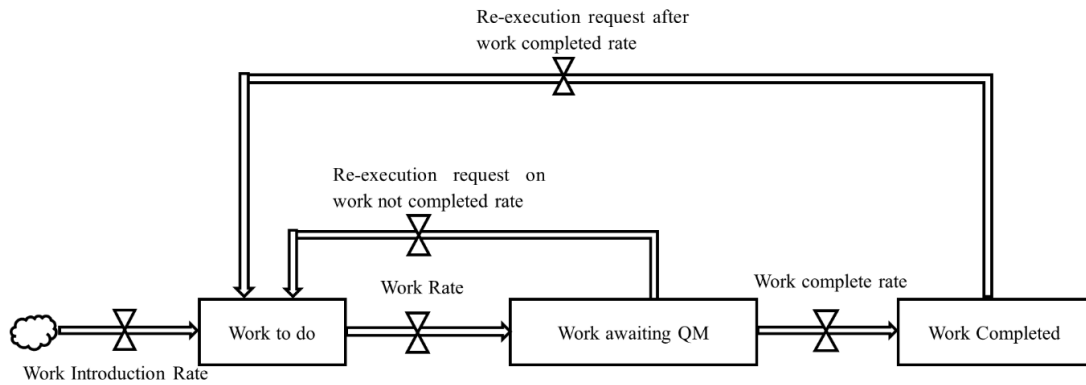 Re-execution request after
work completed rate
Re-execution request on
work not completed rate
Work Rate
Work complete rate
Work to do
Work awaiting QM
Work Completed
Work Introduction Rate